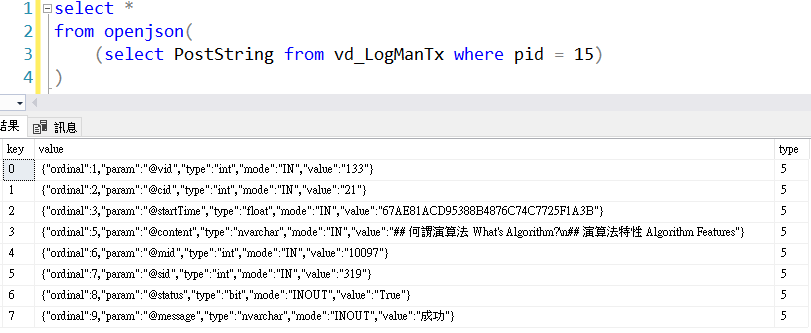 1 select *
2 from openjson(
3 (select PostString from vd_LogManTx where pid = 15)
4 )
結果 訊息
key value type
0 {"ordinal":1,"param":"@vid","type":"int","mode":"IN","value":"133"} 5
1 {"ordinal":2,"param":"@cid","type":"int","mode":"IN","value":"21"} 5
2 {"ordinal":3,"param":"@startTime","type":"float","mode":"IN","value":"67AE81ACD95388B4876C74C7725F1A3B"} 5
3 {"ordinal":5,"param":"@content","type":"nvarchar","mode":"IN","value":"## 何謂演算法 What's Algorithm?\n## 演算法特性 Algorithm Features"} 5
4 {"ordinal":6,"param":"@mid","type":"int","mode":"IN","value":"10097"} 5
5 {"ordinal":7,"param":"@sid","type":"int","mode":"IN","value":"319"} 5
6 {"ordinal":8,"param":"@status","type":"bit","mode":"INOUT","value":"True"} 5
7 {"ordinal":9,"param":"@message","type":"nvarchar","mode":"INOUT","value":"成功"} 5